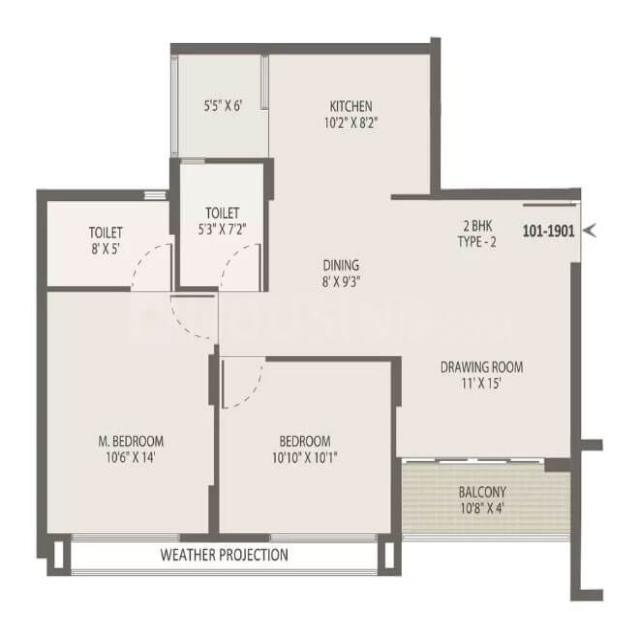 5'5" X 6'
KITCHEN
10'2" X 8'2"
TOILET
8' X 5'
TOILET
5'3" X 7'2"
2 BHK
TYPE - 2
101-1901
DINING
8' X 9'3"
DRAWING ROOM
11' X 15'
M. BEDROOM
10'6" X 14'
BEDROOM
10'10" X 10'1"
BALCONY
10'8" X 4'
WEATHER PROJECTION